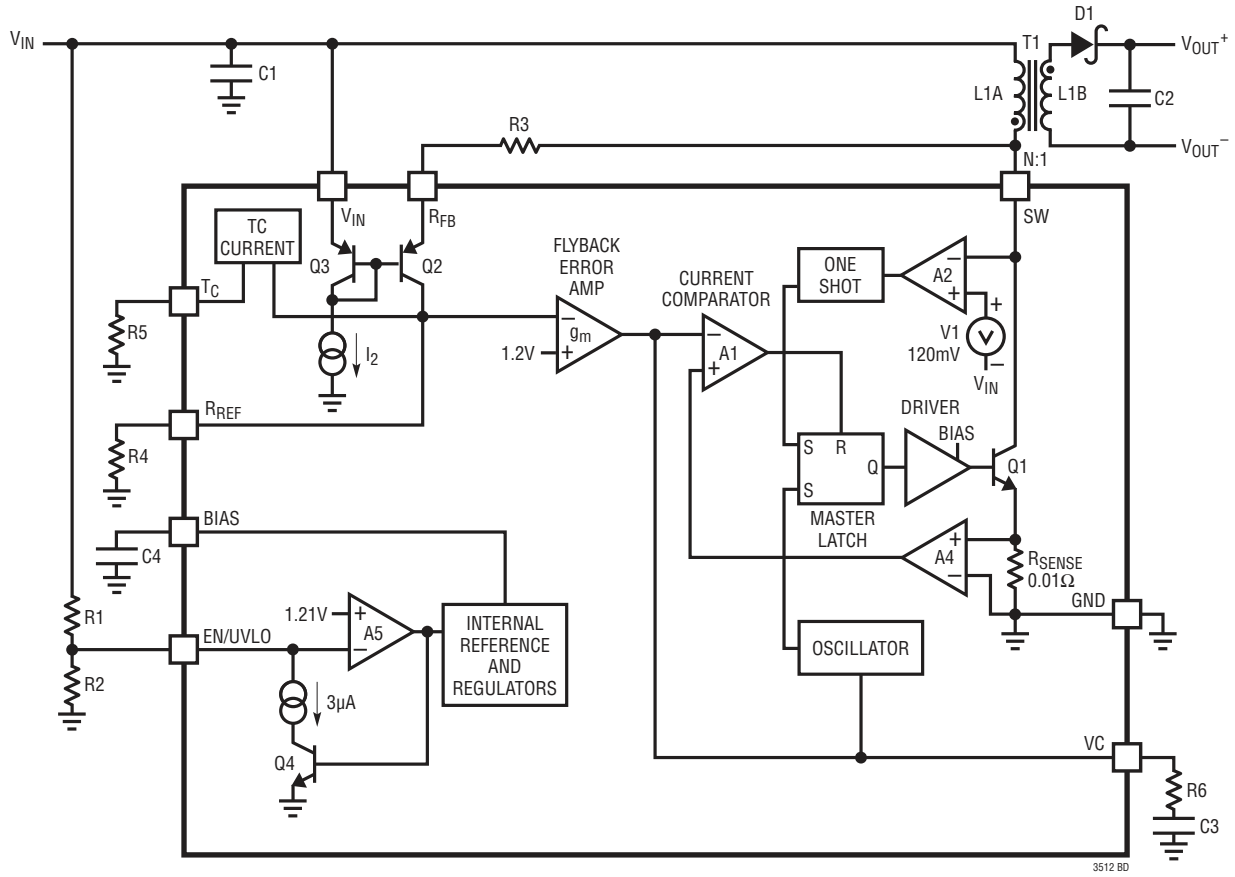 D1
VIN
T1
VOUT+
C1
L1A
L1B
C2
R3
VOUT−
N:1
VIN
RFB
SW
TC
CURRENT
FLYBACK
ERROR
AMP
Q3
Q2
CURRENT
COMPARATOR
ONE
SHOT
A2
−
+
TC
R5
I2
−
gm
+
1.2V
−
A1
+
+
V1
120mV
−
VIN
RREF
R4
DRIVER
BIAS
S
R
Q
S
Q1
MASTER
LATCH
BIAS
C4
A4
+
−
RSENSE
0.01Ω
GND
R1
1.21V
+
A5
−
INTERNAL
REFERENCE
AND
REGULATORS
EN/UVLO
OSCILLATOR
R2
3µA
Q4
VC
R6
C3
3512 BD